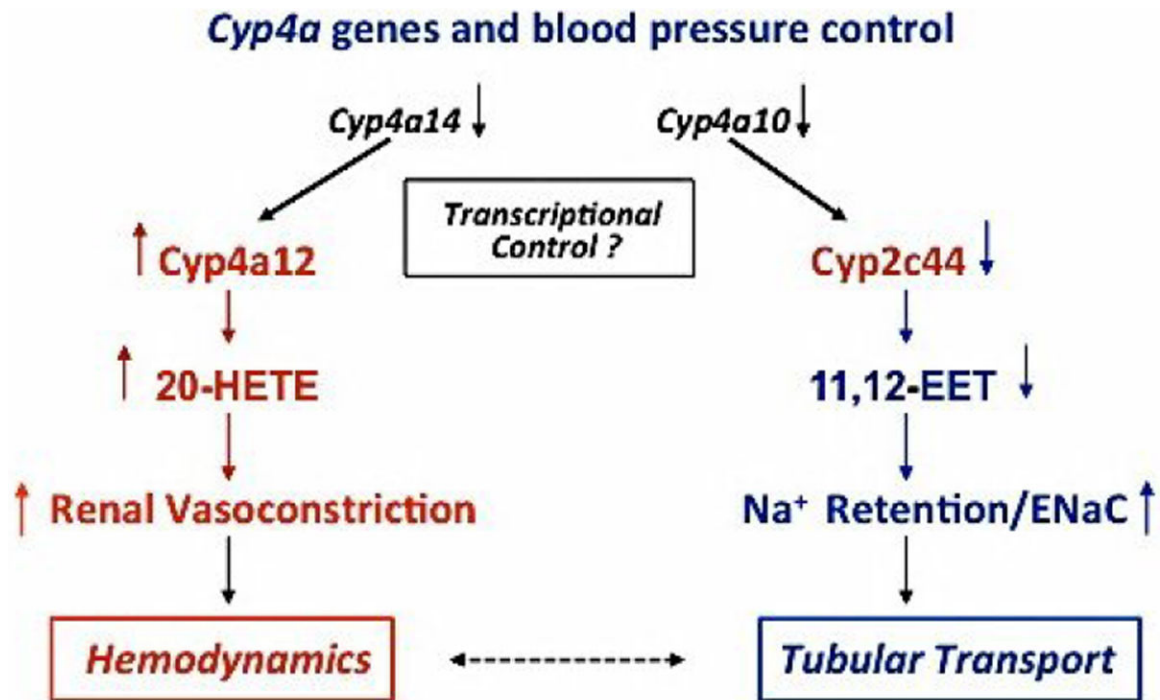 Cyp4a genes and blood pressure control
Cyp4a14 ↓ Cyp4a10 ↓
Transcriptional
Control ?
↑ Cyp4a12 Cyp2c44 ↓
↑ 20-HETE 11,12-EET ↓
↑ Renal Vasoconstriction Na⁺ Retention/ENaC ↑
Hemodynamics Tubular Transport